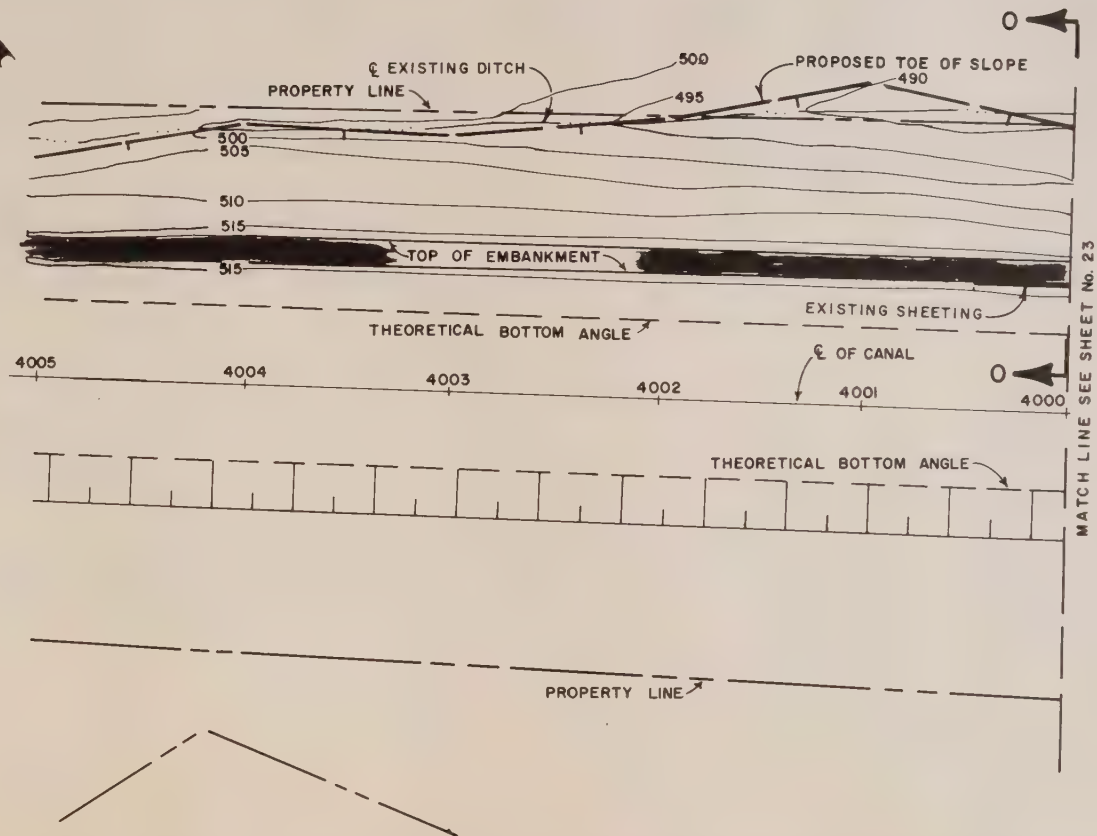 O
500
PROPOSED TOE OF SLOPE
℄ EXISTING DITCH
490
PROPERTY LINE
495
500
505
510
515
TOP OF EMBANKMENT
515
EXISTING SHEETING
THEORETICAL BOTTOM ANGLE
℄ OF CANAL
O
4005
4004
4003
4002
4001
4000
MATCH LINE SEE SHEET No. 23
THEORETICAL BOTTOM ANGLE
PROPERTY LINE